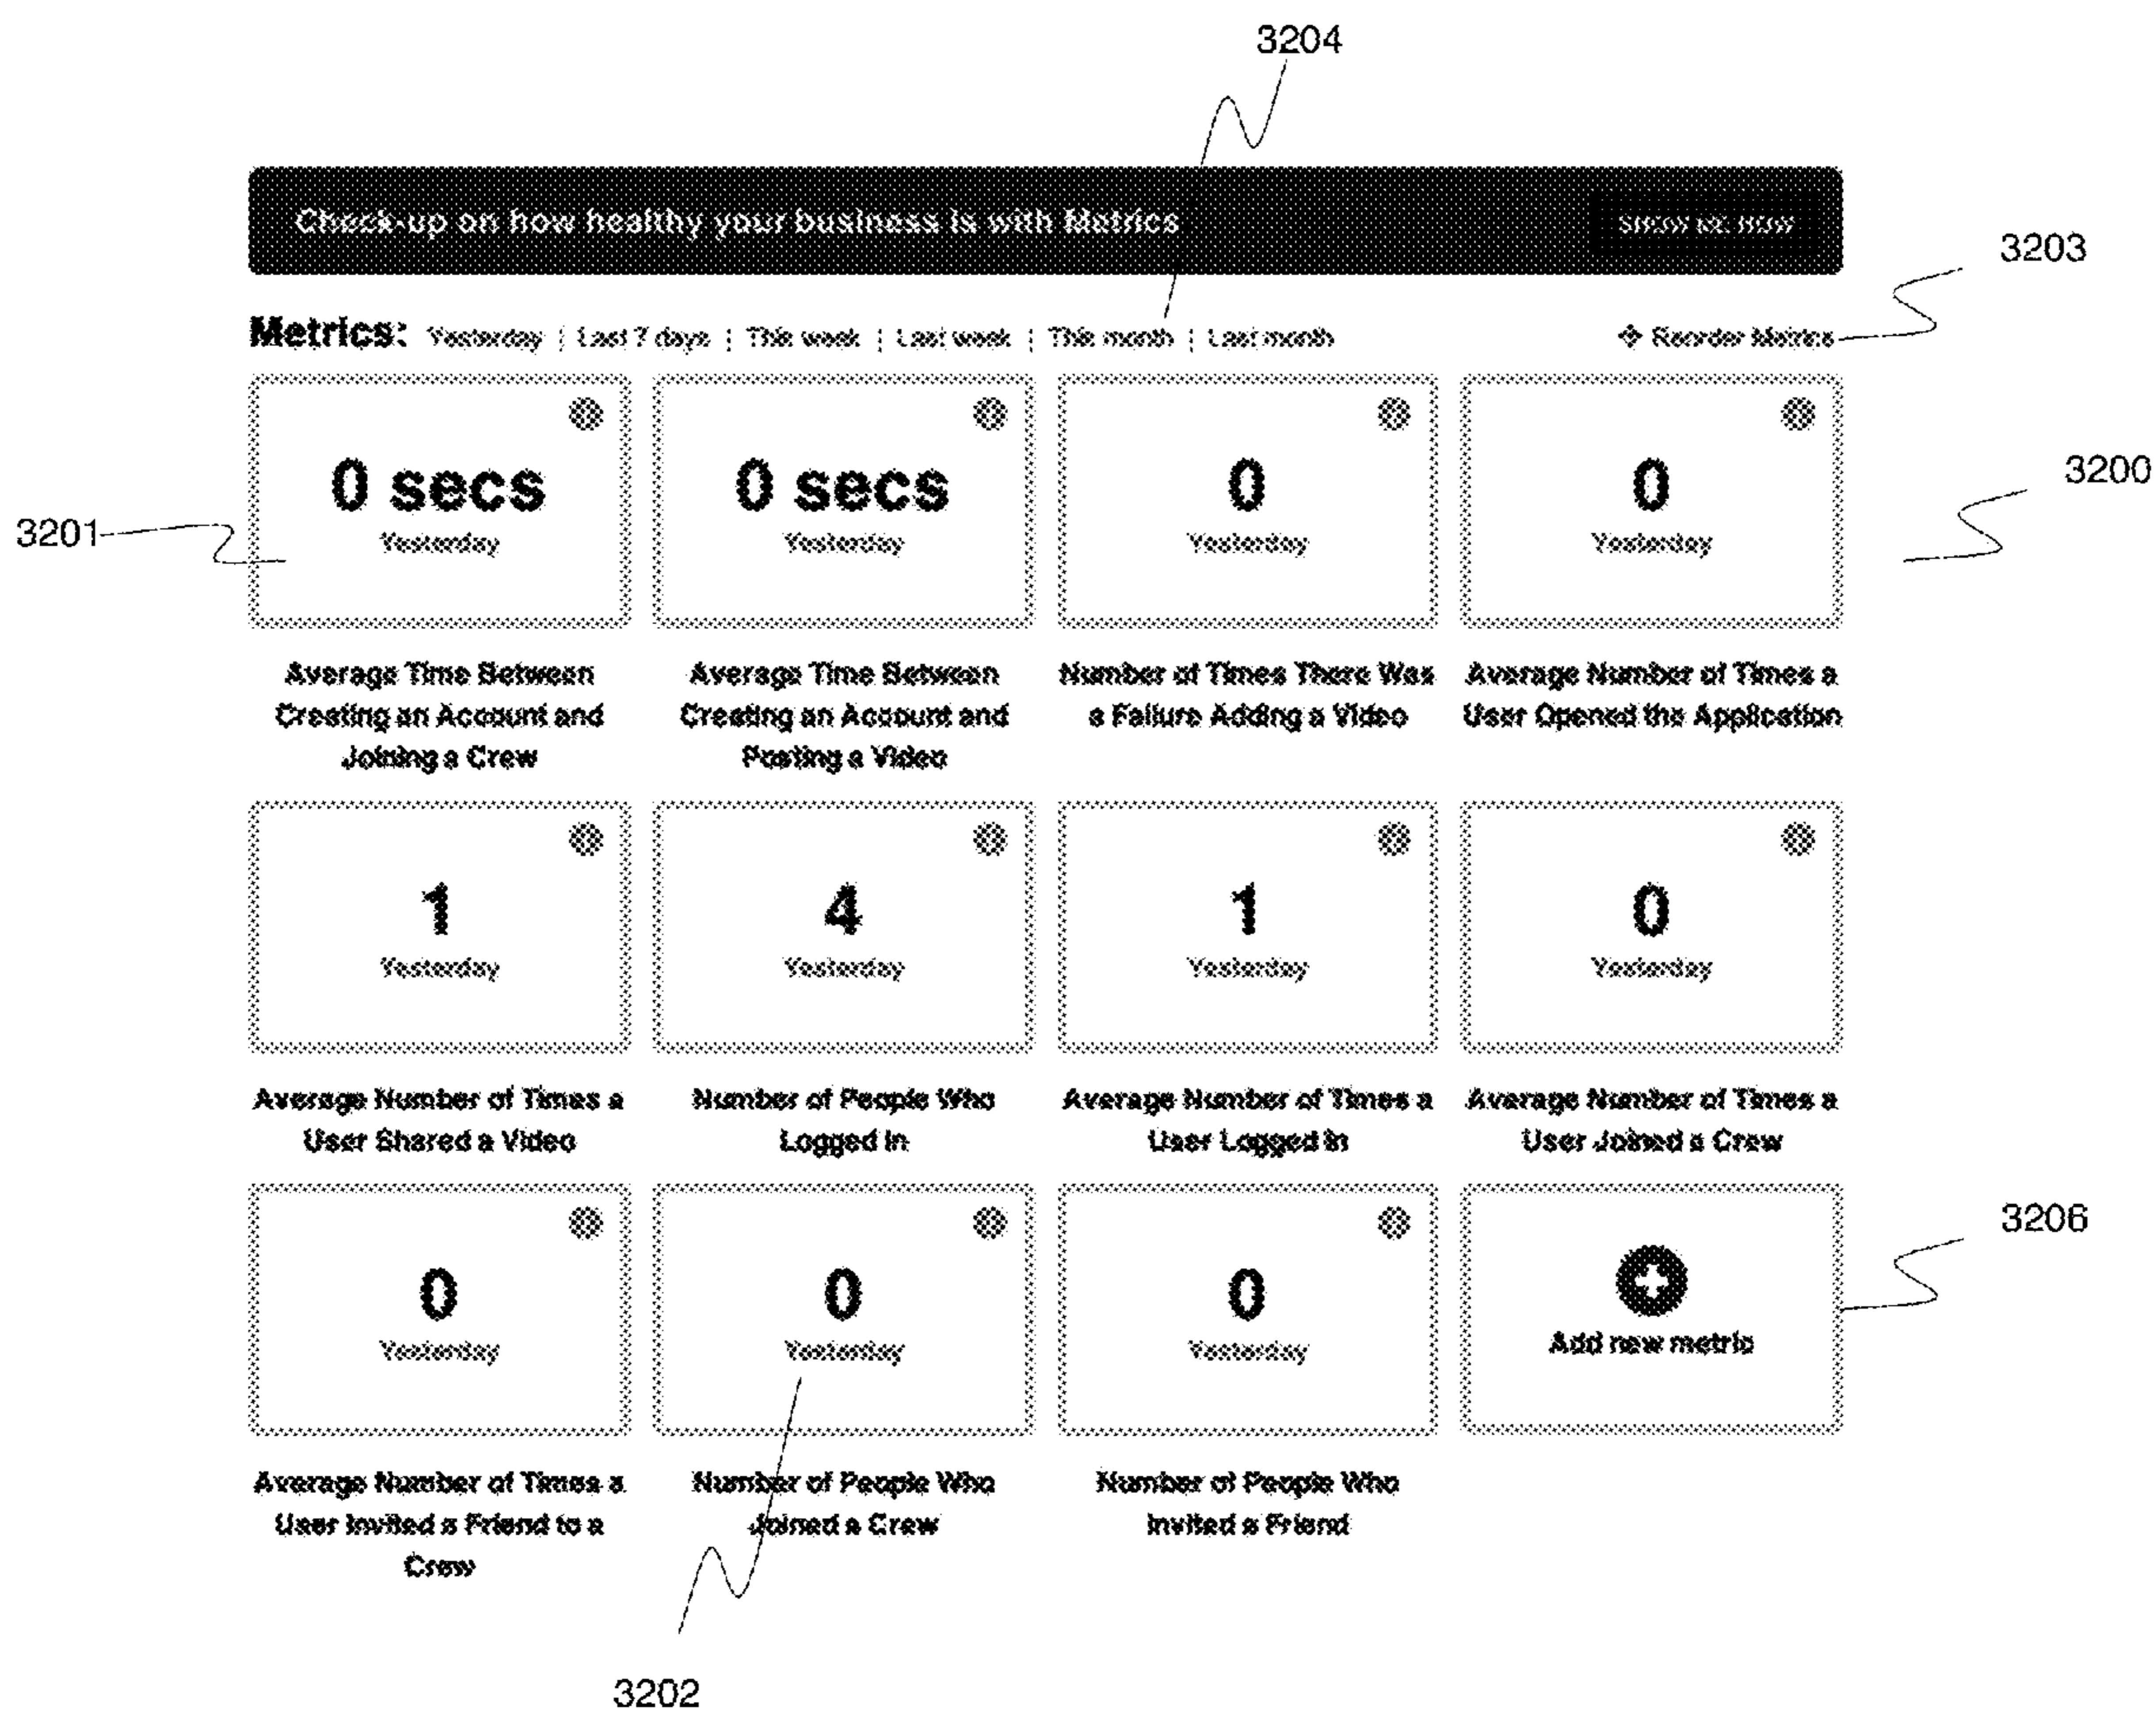 3204
Check-up on how healthy your business is with Metrics
SHOW ME NOW
3203
Metrics: Yesterday | Last 7 days | This week | Last week | This month | Last month
Reorder Metrics
3200
3201
0 secs
Yesterday
Average Time Between
Creating an Account and
Joining a Crew
0 secs
Yesterday
Average Time Between
Creating an Account and
Posting a Video
0
Yesterday
Number of Times There Was
a Failure Adding a Video
0
Yesterday
Average Number of Times a
User Opened the Application
1
Yesterday
Average Number of Times a
User Shared a Video
4
Yesterday
Number of People Who
Logged In
1
Yesterday
Average Number of Times a
User Logged In
0
Yesterday
Average Number of Times a
User Joined a Crew
0
Yesterday
Average Number of Times a
User Invited a Friend to a
Crew
0
Yesterday
Number of People Who
Joined a Crew
0
Yesterday
Number of People Who
Invited a Friend
Add new metric
3206
3202